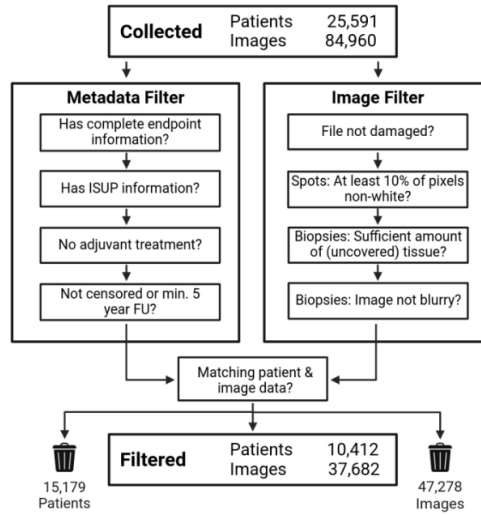 Collected Patients 25,591
Images 84,960
Metadata Filter
Has complete endpoint
information?
Has ISUP information?
No adjuvant treatment?
Not censored or min. 5
year FU?
Image Filter
File not damaged?
Spots: At least 10% of pixels
non-white?
Biopsies: Sufficient amount
of (uncovered) tissue?
Biopsies: Image not blurry?
Matching patient &
image data?
15,179
Patients
Filtered Patients 10,412
Images 37,682
47,278
Images